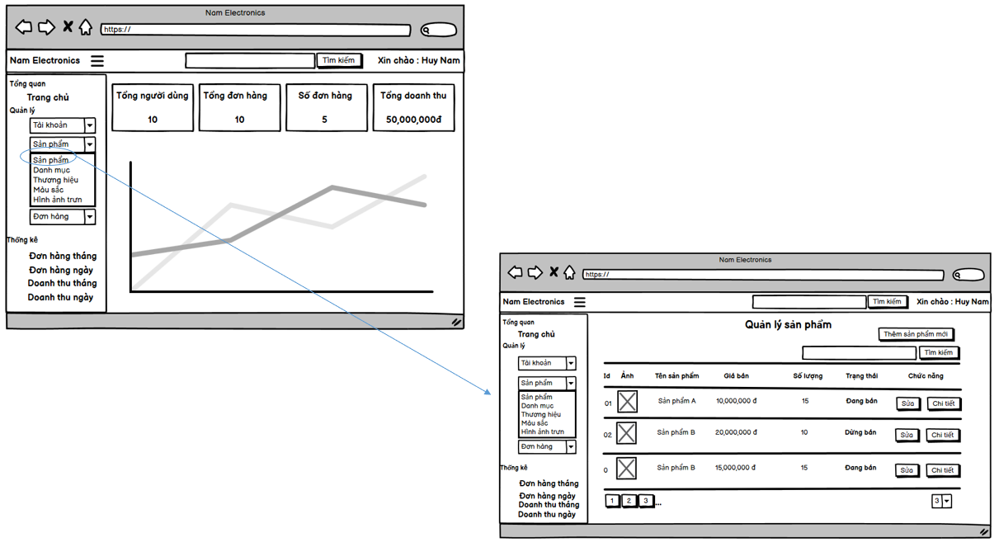 Nam Electronics
https://
Nam Electronics
Tìm kiếm
Xin chào : Huy Nam
Tổng quan
Trang chủ
Quản lý
Tài khoản
Sản phẩm
Sản phẩm
Danh mục
Thương hiệu
Màu sắc
Hình ảnh trưn
Đơn hàng
Thống kê
Đơn hàng tháng
Đơn hàng ngày
Doanh thu tháng
Doanh thu ngày
Tổng người dùng
10
Tổng đơn hàng
10
Số đơn hàng
5
Tổng doanh thu
50,000,000đ
Nam Electronics
https://
Nam Electronics
Tìm kiếm
Xin chào : Huy Nam
Tổng quan
Trang chủ
Quản lý
Tài khoản
Sản phẩm
Sản phẩm
Danh mục
Thương hiệu
Màu sắc
Hình ảnh trưn
Đơn hàng
Thống kê
Đơn hàng tháng
Đơn hàng ngày
Doanh thu tháng
Doanh thu ngày
Quản lý sản phẩm
Thêm sản phẩm mới
Tìm kiếm
Id Ảnh Tên sản phẩm Giá bán Số lượng Trạng thái Chức năng
01 Sản phẩm A 10,000,000 đ 15 Đang bán Sửa Chi tiết
02 Sản phẩm B 20,000,000 đ 10 Dừng bán Sửa Chi tiết
0 Sản phẩm B 15,000,000 đ 15 Đang bán Sửa Chi tiết
1 2 3 ... 3